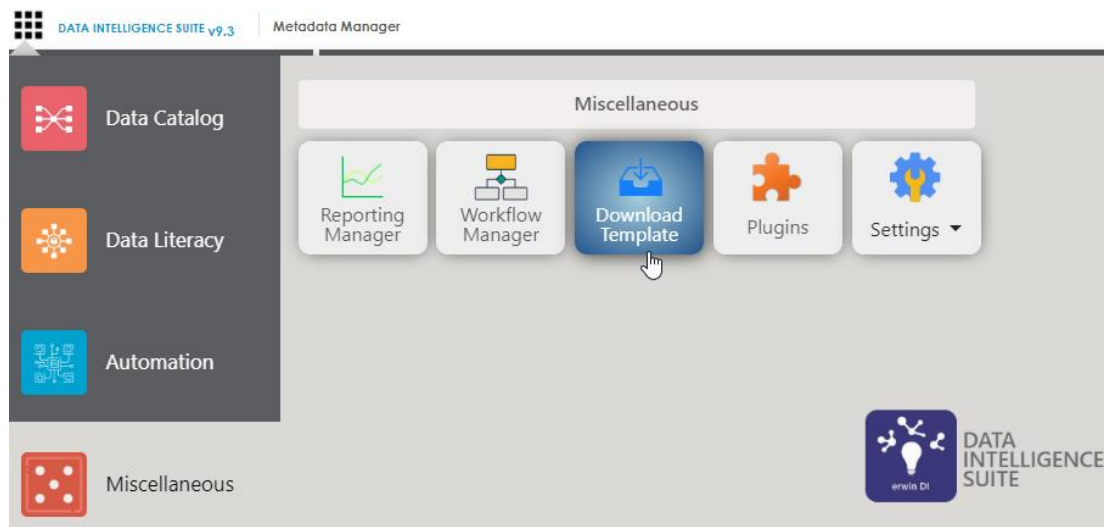 DATA INTELLIGENCE SUITE v9.3
Metadata Manager
Data Catalog
Data Literacy
Automation
Miscellaneous
Miscellaneous
Reporting
Manager
Workflow
Manager
Download
Template
Plugins
Settings
erwin DI
DATA
INTELLIGENCE
SUITE